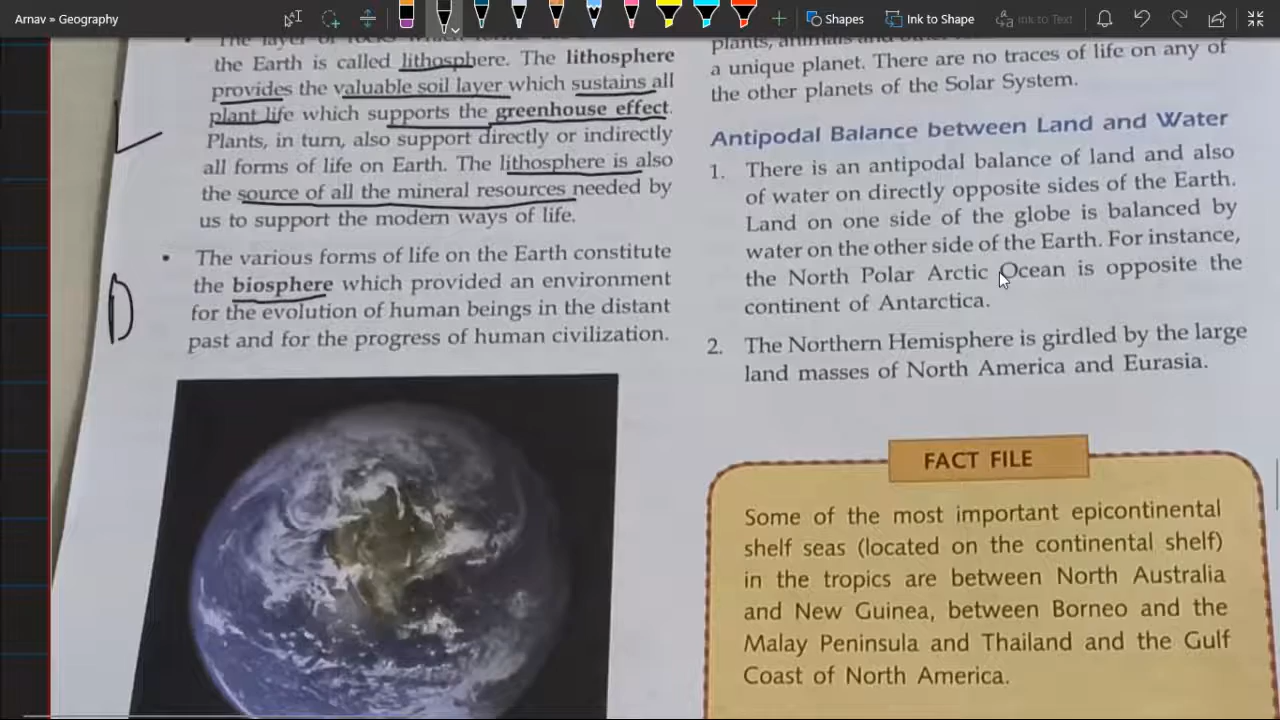 Arnav » Geography
Shapes
Ink to Shape
Ink to Text
The layer of rocks which forms the
the Earth is called lithosphere. The lithosphere
provides the valuable soil layer which sustains all
plant life which supports the greenhouse effect.
Plants, in turn, also support directly or indirectly
all forms of life on Earth. The lithosphere is also
the source of all the mineral resources needed by
us to support the modern ways of life.
• The various forms of life on the Earth constitute
the biosphere which provided an environment
for the evolution of human beings in the distant
past and for the progress of human civilization.
plants, animals and
a unique planet. There are no traces of life on any of
the other planets of the Solar System.
Antipodal Balance between Land and Water
1. There is an antipodal balance of land and also
of water on directly opposite sides of the Earth.
Land on one side of the globe is balanced by
water on the other side of the Earth. For instance,
the North Polar Arctic Ocean is opposite the
continent of Antarctica.
2. The Northern Hemisphere is girdled by the large
land masses of North America and Eurasia.
FACT FILE
Some of the most important epicontinental
shelf seas (located on the continental shelf)
in the tropics are between North Australia
and New Guinea, between Borneo and the
Malay Peninsula and Thailand and the Gulf
Coast of North America.